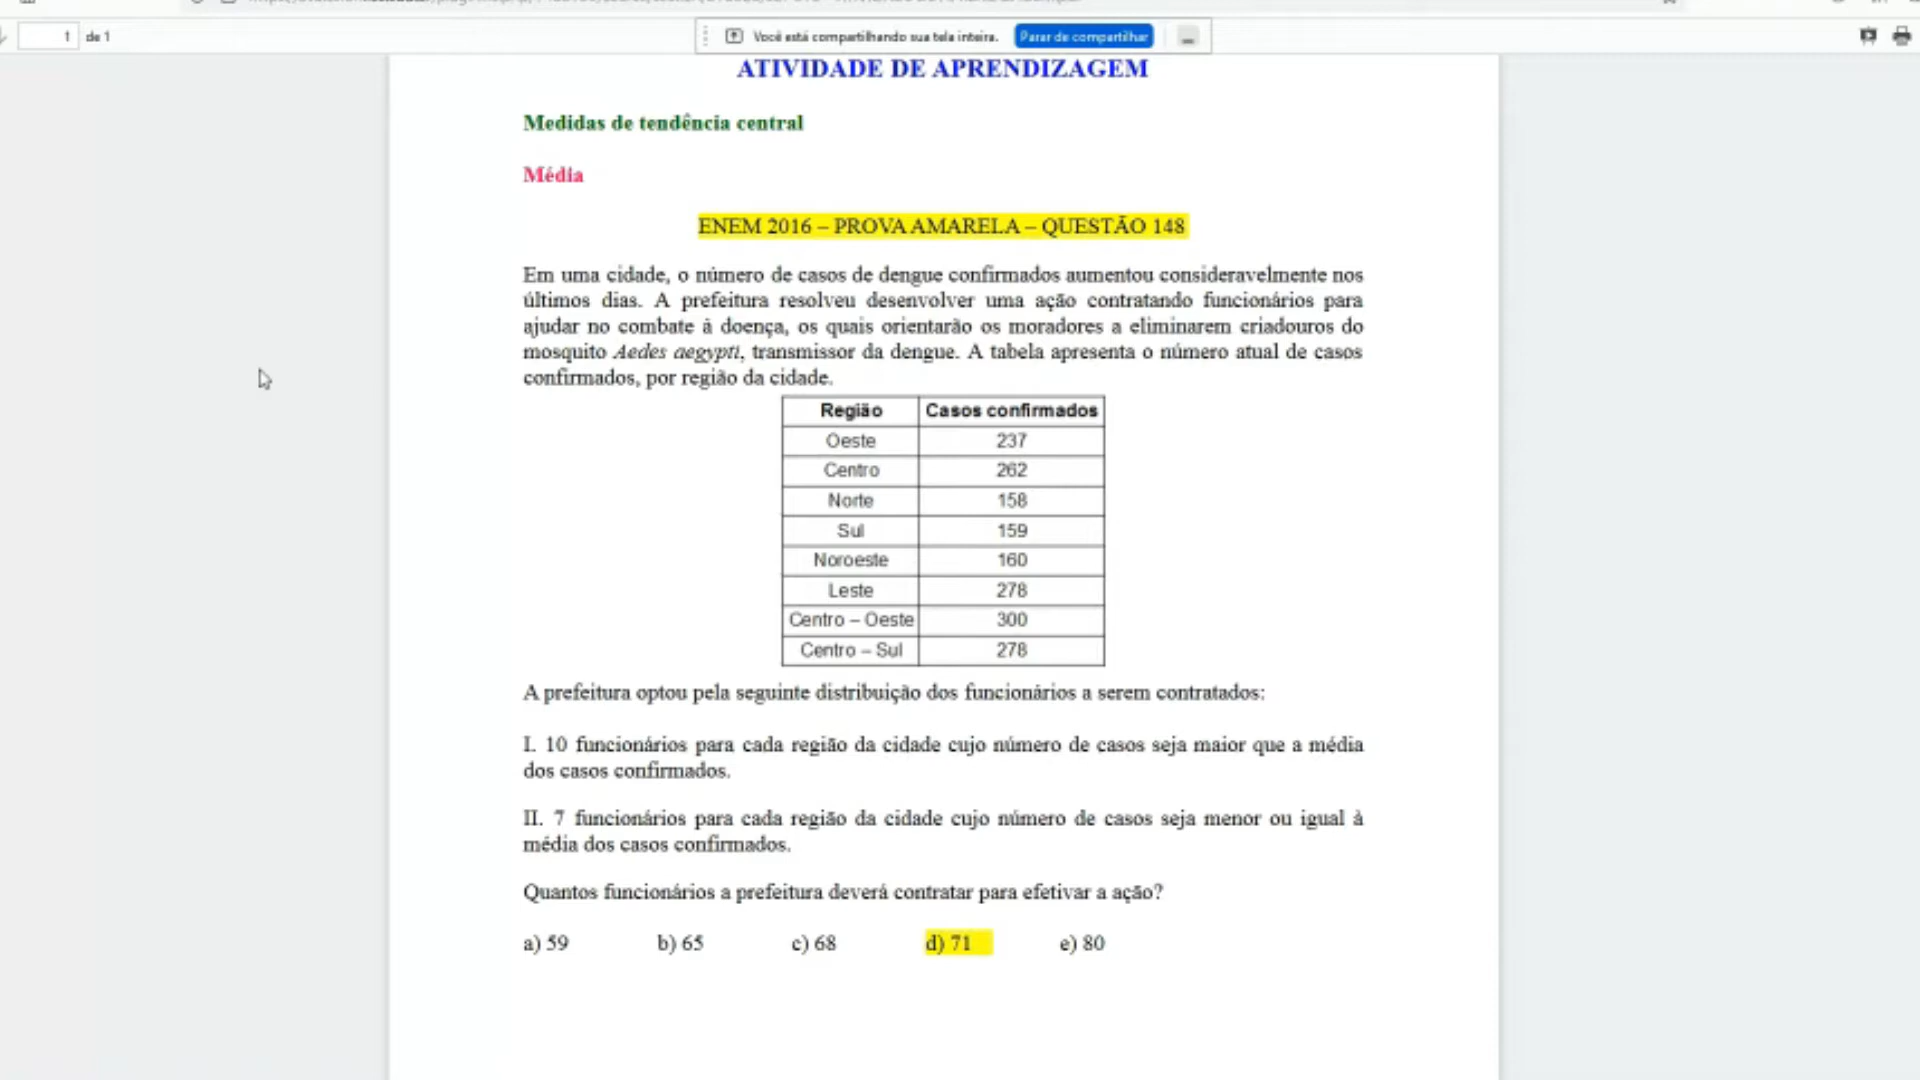 1 de 1
Você está compartilhando sua tela inteira. Parar de compartilhar
ATIVIDADE DE APRENDIZAGEM
Medidas de tendência central
Média
ENEM 2016 – PROVA AMARELA – QUESTÃO 148
Em uma cidade, o número de casos de dengue confirmados aumentou consideravelmente nos
últimos dias. A prefeitura resolveu desenvolver uma ação contratando funcionários para
ajudar no combate à doença, os quais orientarão os moradores a eliminarem criadouros do
mosquito Aedes aegypti, transmissor da dengue. A tabela apresenta o número atual de casos
confirmados, por região da cidade.
Região Casos confirmados
Oeste 237
Centro 262
Norte 158
Sul 159
Noroeste 160
Leste 278
Centro – Oeste 300
Centro – Sul 278
A prefeitura optou pela seguinte distribuição dos funcionários a serem contratados:
I. 10 funcionários para cada região da cidade cujo número de casos seja maior que a média
dos casos confirmados.
II. 7 funcionários para cada região da cidade cujo número de casos seja menor ou igual à
média dos casos confirmados.
Quantos funcionários a prefeitura deverá contratar para efetivar a ação?
a) 59 b) 65 c) 68 d) 71 e) 80